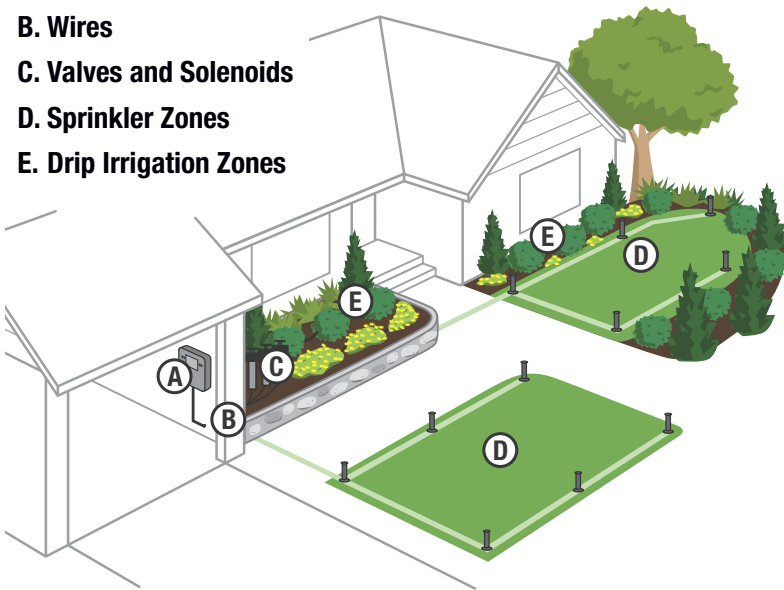 B. Wires
C. Valves and Solenoids
D. Sprinkler Zones
E. Drip Irrigation Zones
E
D
E
A
C
B
D